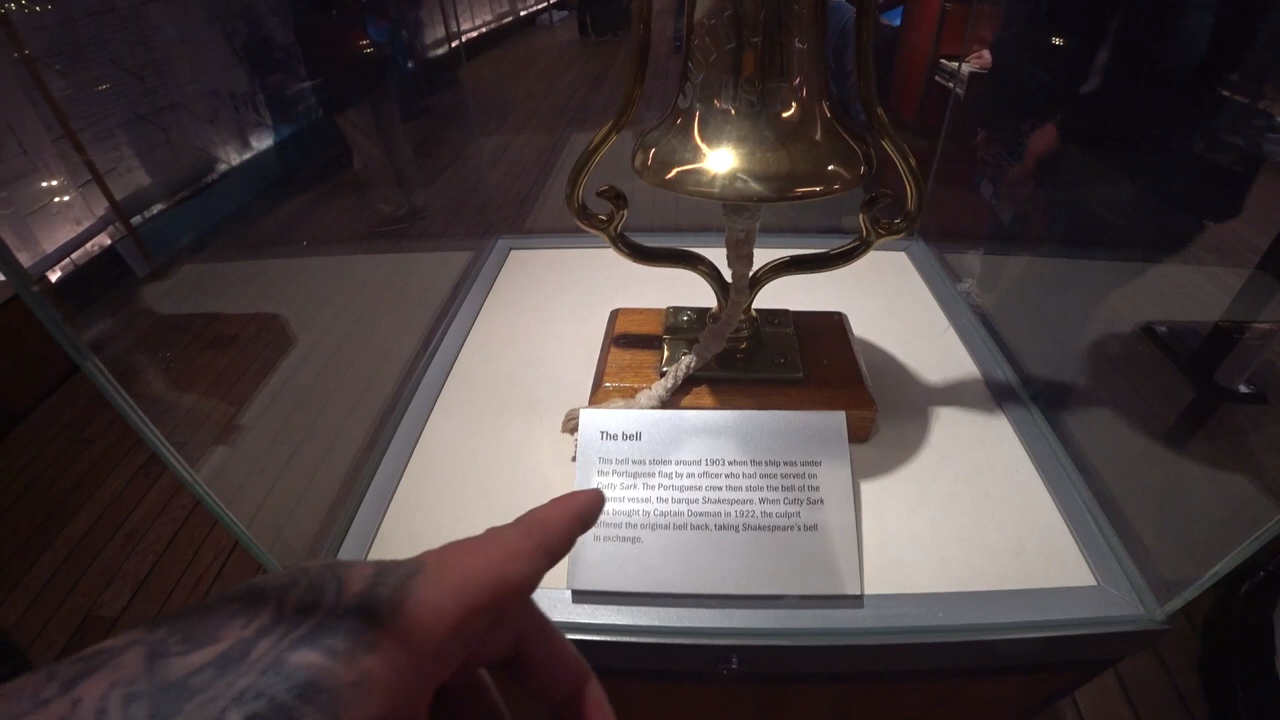 The bell
This bell was stolen around 1903 when the ship was under
the Portuguese flag by an officer who had once served on
Cutty Sark. The Portuguese crew then stole the bell of the
vessel, the barque Shakespeare. When Cutty Sark
bought by Captain Dowman in 1922, the culprit
offered the original bell back, taking Shakespeare's bell
in exchange.